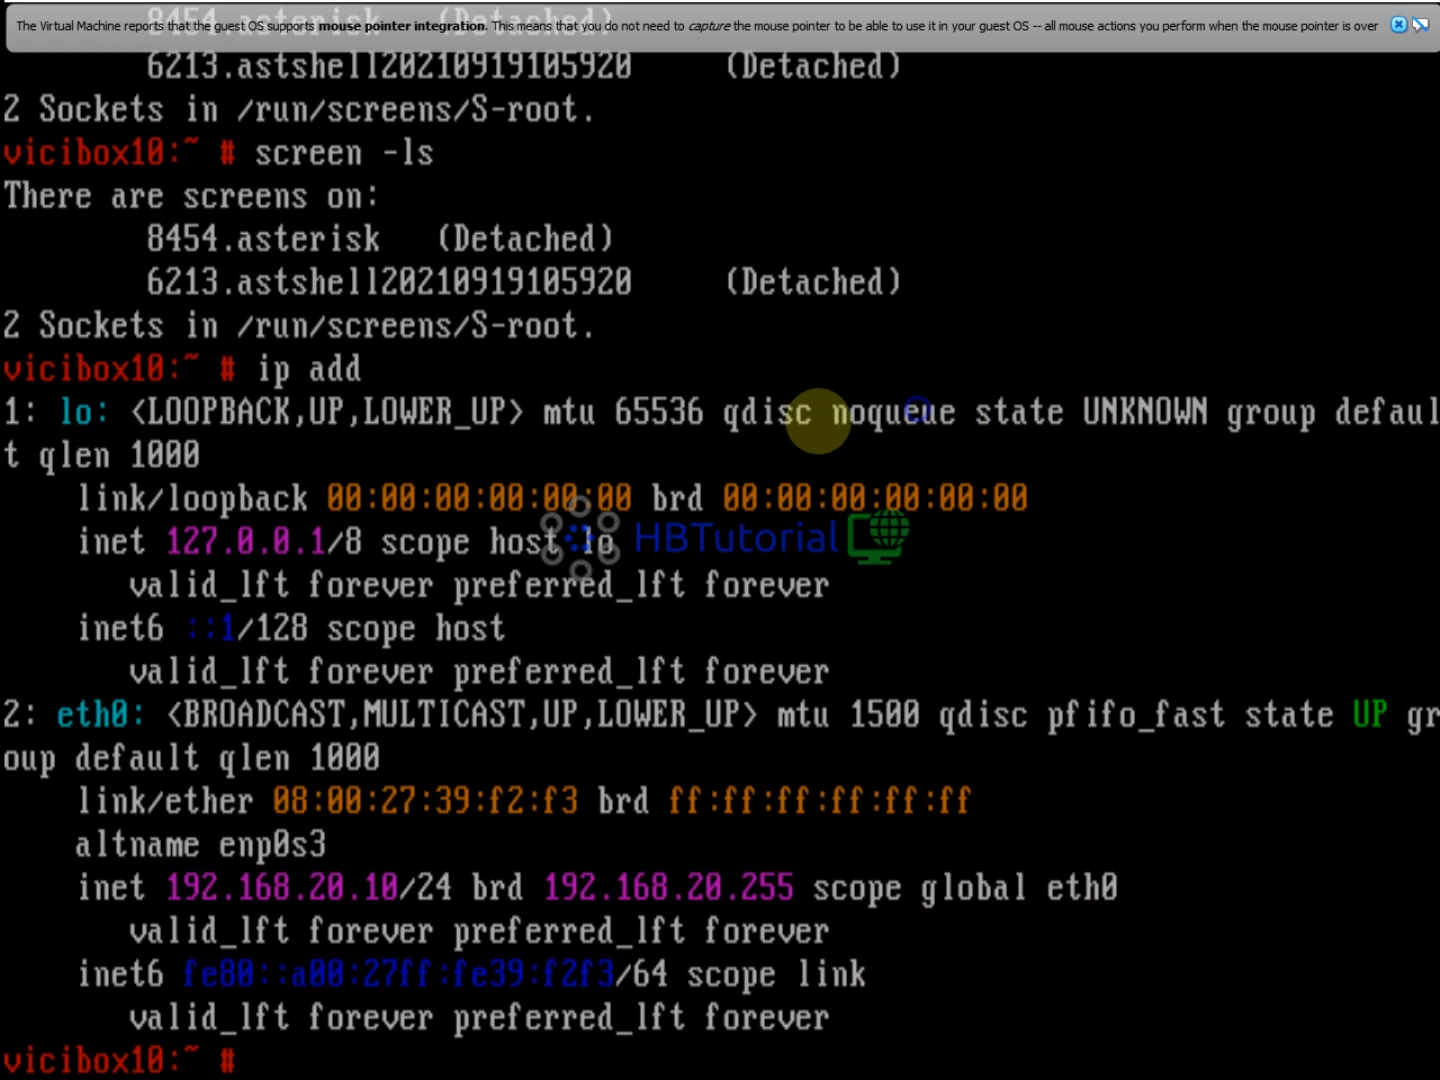 8454.asterisk (Detached)
The Virtual Machine reports that the guest OS supports mouse pointer integration. This means that you do not need to capture the mouse pointer to be able to use it in your guest OS -- all mouse actions you perform when the mouse pointer is over
6213.astshell20210919105920 (Detached)
2 Sockets in /run/screens/S-root.
vicibox10:~ # screen -ls
There are screens on:
8454.asterisk (Detached)
6213.astshell20210919105920 (Detached)
2 Sockets in /run/screens/S-root.
vicibox10:~ # ip add
1: lo: <LOOPBACK,UP,LOWER_UP> mtu 65536 qdisc noqueue state UNKNOWN group defaul
t qlen 1000
link/loopback 00:00:00:00:00:00 brd 00:00:00:00:00:00
inet 127.0.0.1/8 scope host lo
HBTutorial
valid_lft forever preferred_lft forever
inet6 ::1/128 scope host
valid_lft forever preferred_lft forever
2: eth0: <BROADCAST,MULTICAST,UP,LOWER_UP> mtu 1500 qdisc pfifo_fast state UP gr
oup default qlen 1000
link/ether 08:00:27:39:f2:f3 brd ff:ff:ff:ff:ff:ff
altname enp0s3
inet 192.168.20.10/24 brd 192.168.20.255 scope global eth0
valid_lft forever preferred_lft forever
inet6 fe80::a00:27ff:fe39:f2f3/64 scope link
valid_lft forever preferred_lft forever
vicibox10:~ #